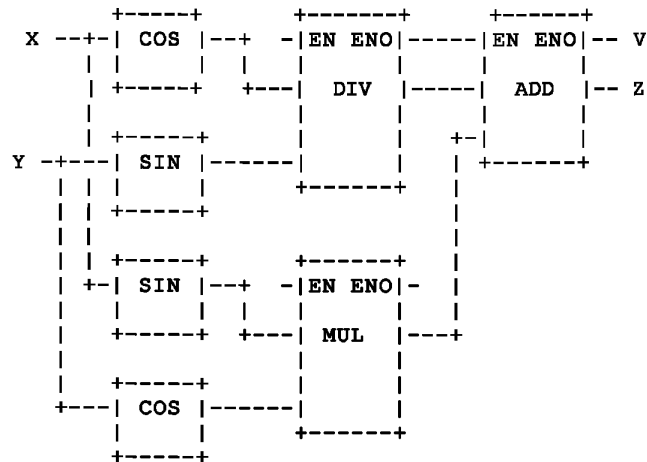 X COS EN ENO EN ENO V
DIV ADD Z
Y SIN
SIN EN ENO
MUL
COS